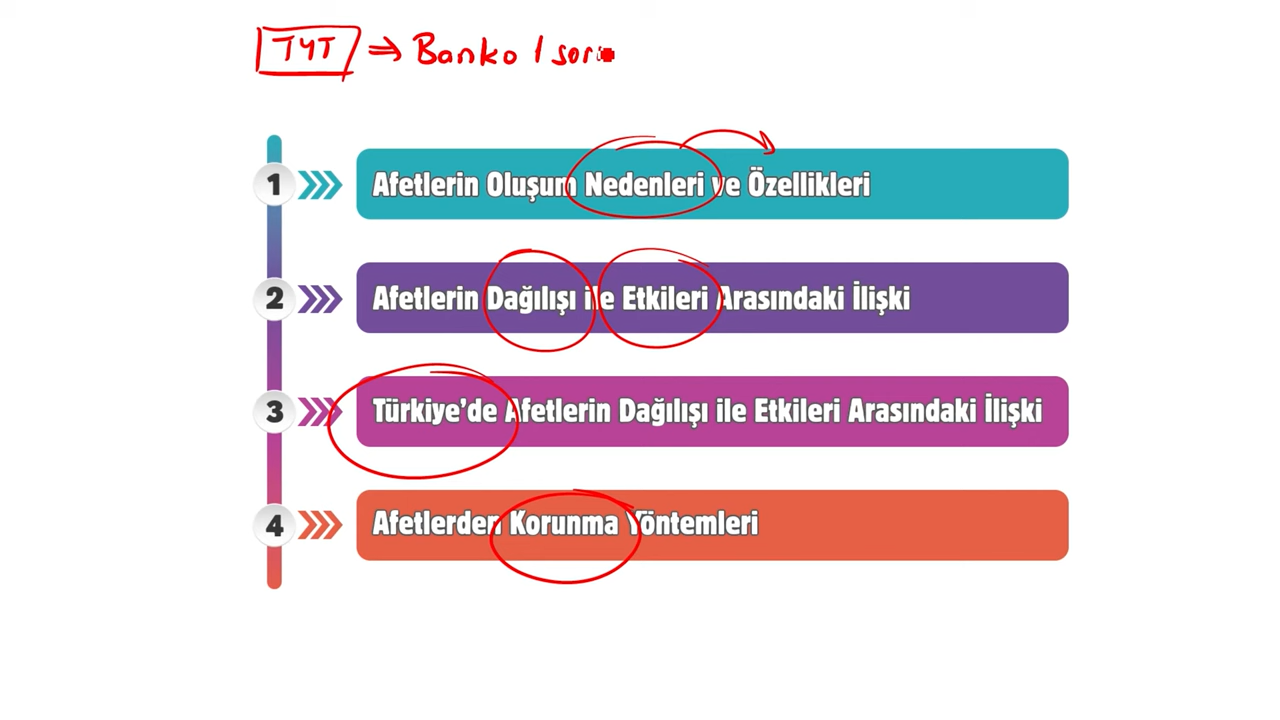 TYT ⇒ Banko 1 sor
1 Afetlerin Oluşum Nedenleri ve Özellikleri
2 Afetlerin Dağılışı ile Etkileri Arasındaki İlişki
3 Türkiye'de Afetlerin Dağılışı ile Etkileri Arasındaki İlişki
4 Afetlerden Korunma Yöntemleri